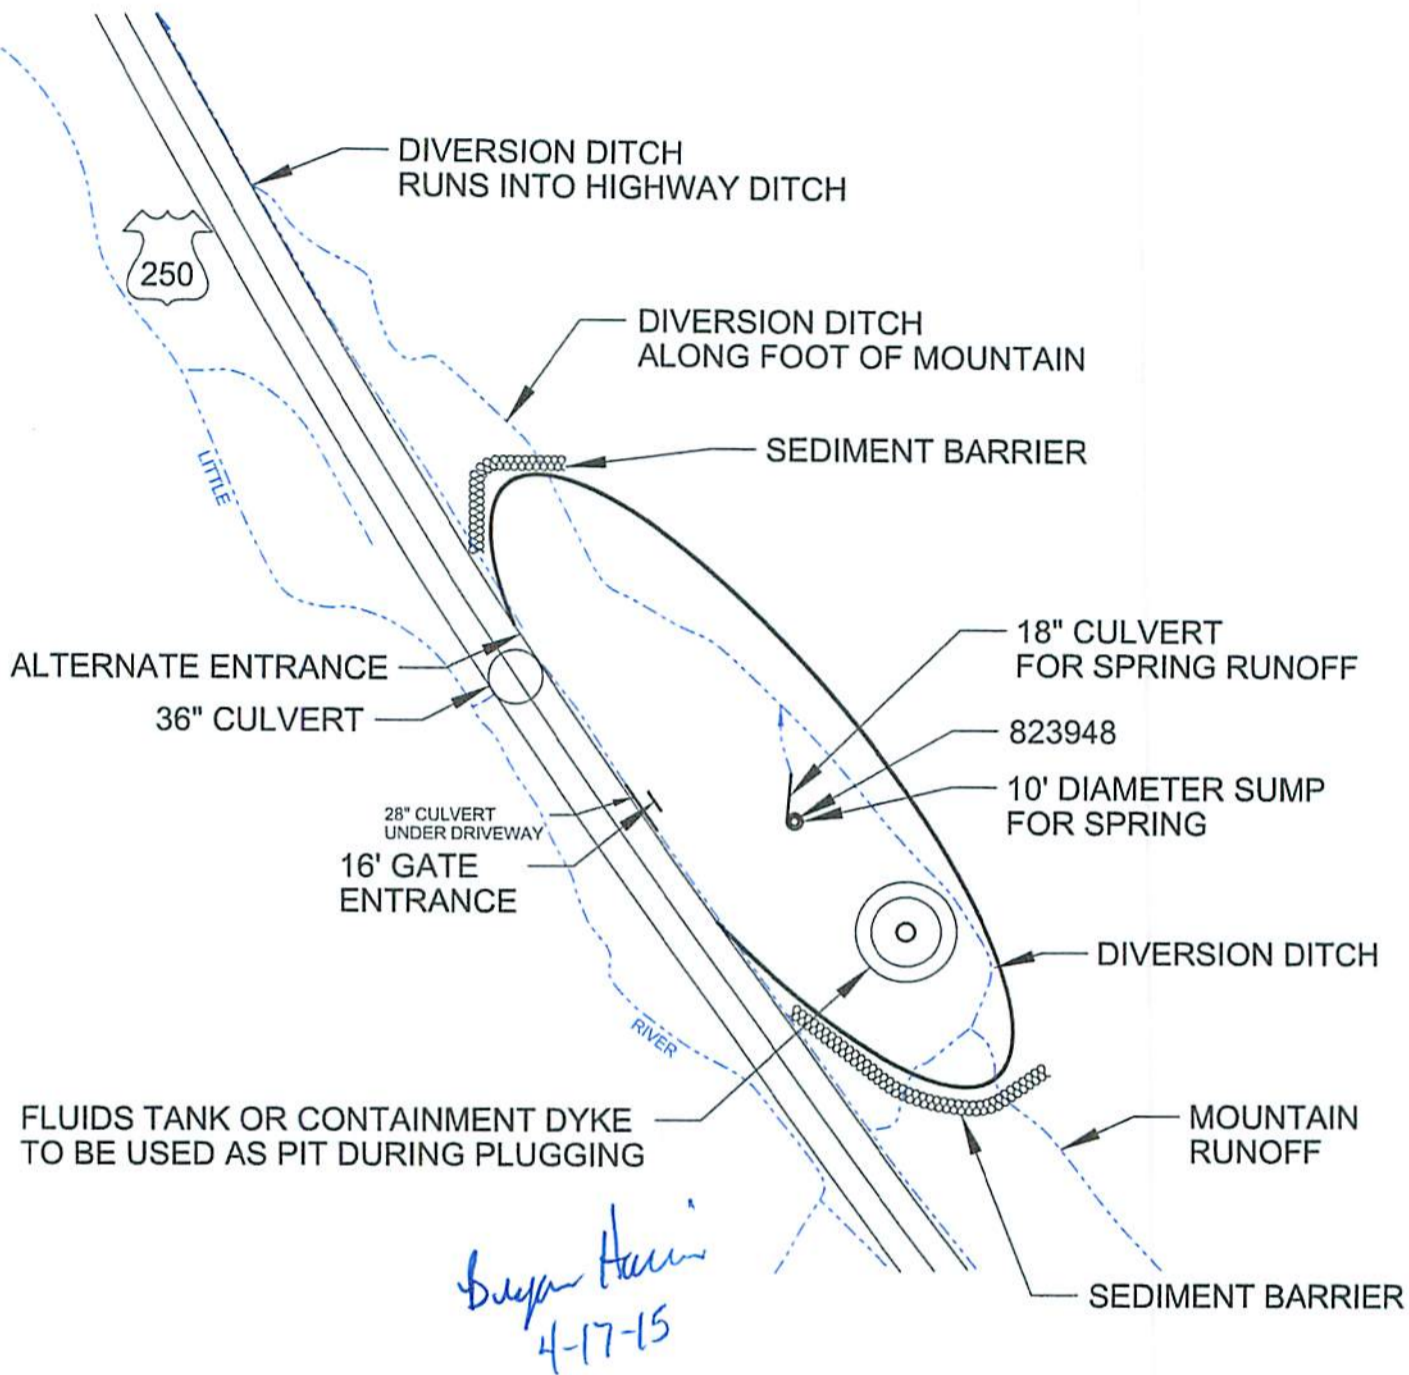 DIVERSION DITCH
RUNS INTO HIGHWAY DITCH
250
DIVERSION DITCH
ALONG FOOT OF MOUNTAIN
SEDIMENT BARRIER
LITTLE
ALTERNATE ENTRANCE
36" CULVERT
18" CULVERT
FOR SPRING RUNOFF
823948
10' DIAMETER SUMP
FOR SPRING
28" CULVERT
UNDER DRIVEWAY
16' GATE
ENTRANCE
DIVERSION DITCH
RIVER
FLUIDS TANK OR CONTAINMENT DYKE
TO BE USED AS PIT DURING PLUGGING
MOUNTAIN
RUNOFF
SEDIMENT BARRIER
4-17-15